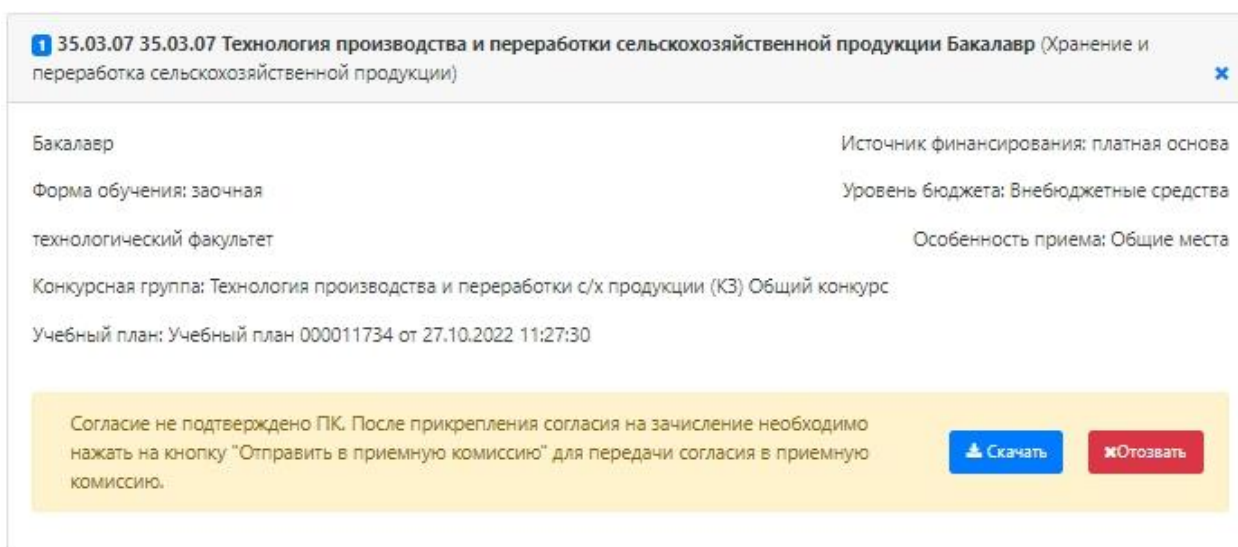 1 35.03.07 35.03.07 Технология производства и переработки сельскохозяйственной продукции Бакалавр (Хранение и
переработка сельскохозяйственной продукции)
Бакалавр
Источник финансирования: платная основа
Форма обучения: заочная
Уровень бюджета: Внебюджетные средства
технологический факультет
Особенность приема: Общие места
Конкурсная группа: Технология производства и переработки с/х продукции (КЗ) Общий конкурс
Учебный план: Учебный план 000011734 от 27.10.2022 11:27:30
Согласие не подтверждено ПК. После прикрепления согласия на зачисление необходимо
нажать на кнопку "Отправить в приемную комиссию" для передачи согласия в приемную
комиссию.
Скачать
Отозвать